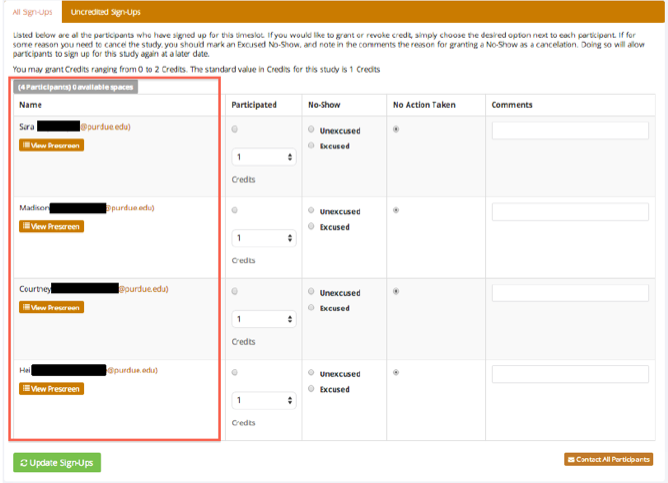 All Sign-Ups Uncredited Sign-Ups
Listed below are all the participants who have signed up for this timeslot. If you would like to grant or revoke credit, simply choose the desired option next to each participant. If for
some reason you need to cancel the study, you should mark an Excused No-Show, and note in the comments the reason for granting a No-Show as a cancelation. Doing so will allow
participants to sign up for this study again at a later date.
You may grant Credits ranging from 0 to 2 Credits. The standard value in Credits for this study is 1 Credits
(4 Participants) 0 available spaces
Name Participated No-Show No Action Taken Comments
Sara @purdue.edu) Unexcused
View Prescreen Excused
1
Credits
Madison @purdue.edu) Unexcused
View Prescreen Excused
1
Credits
Courtney @purdue.edu) Unexcused
View Prescreen Excused
1
Credits
Hei @purdue.edu) Unexcused
View Prescreen Excused
1
Credits
Update Sign-Ups Contact All Participants